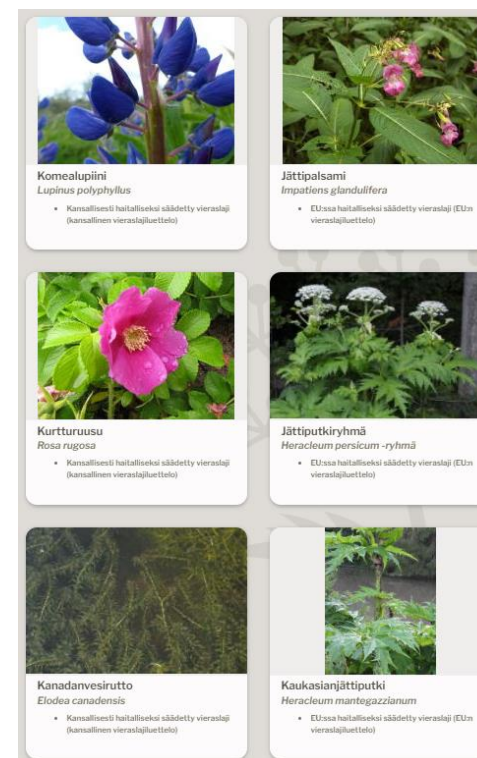 Komealupiini
Lupinus polyphyllus
• Kansallisesti haitalliseksi säädetty vieraslaji
(kansallinen vieraslajiluettelo)
Jättipalsami
Impatiens glandulifera
• EU:ssa haitalliseksi säädetty vieraslaji (EU:n
vieraslajiluettelo)
Kurtturuusu
Rosa rugosa
• Kansallisesti haitalliseksi säädetty vieraslaji
(kansallinen vieraslajiluettelo)
Jättiputkiryhmä
Heracleum persicum -ryhmä
• EU:ssa haitalliseksi säädetty vieraslaji (EU:n
vieraslajiluettelo)
Kanadanvesirutto
Elodea canadensis
• Kansallisesti haitalliseksi säädetty vieraslaji
(kansallinen vieraslajiluettelo)
Kaukasianjättiputki
Heracleum mantegazzianum
• EU:ssa haitalliseksi säädetty vieraslaji (EU:n
vieraslajiluettelo)